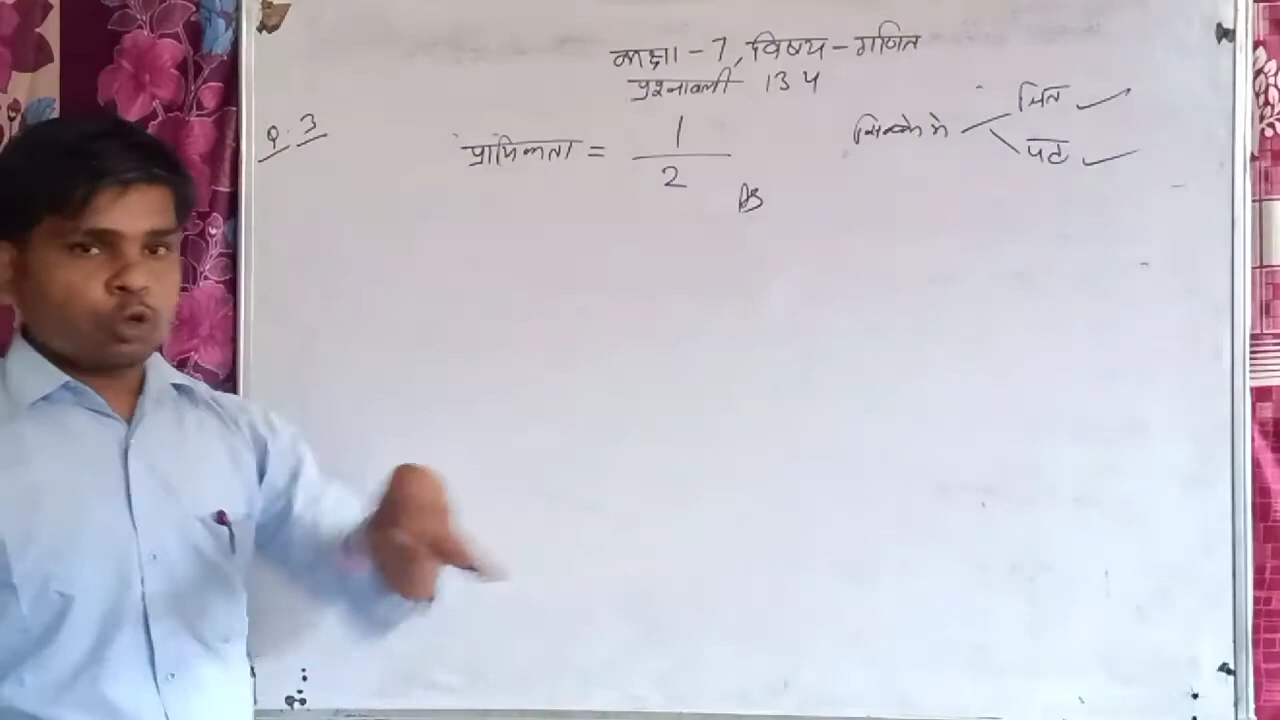 कक्षा - 7, विषय - गणित
प्रश्नावली 13 4
Q. 3
प्रायिकता = 1/2
सिक्के मे चित ✓
पट ✓